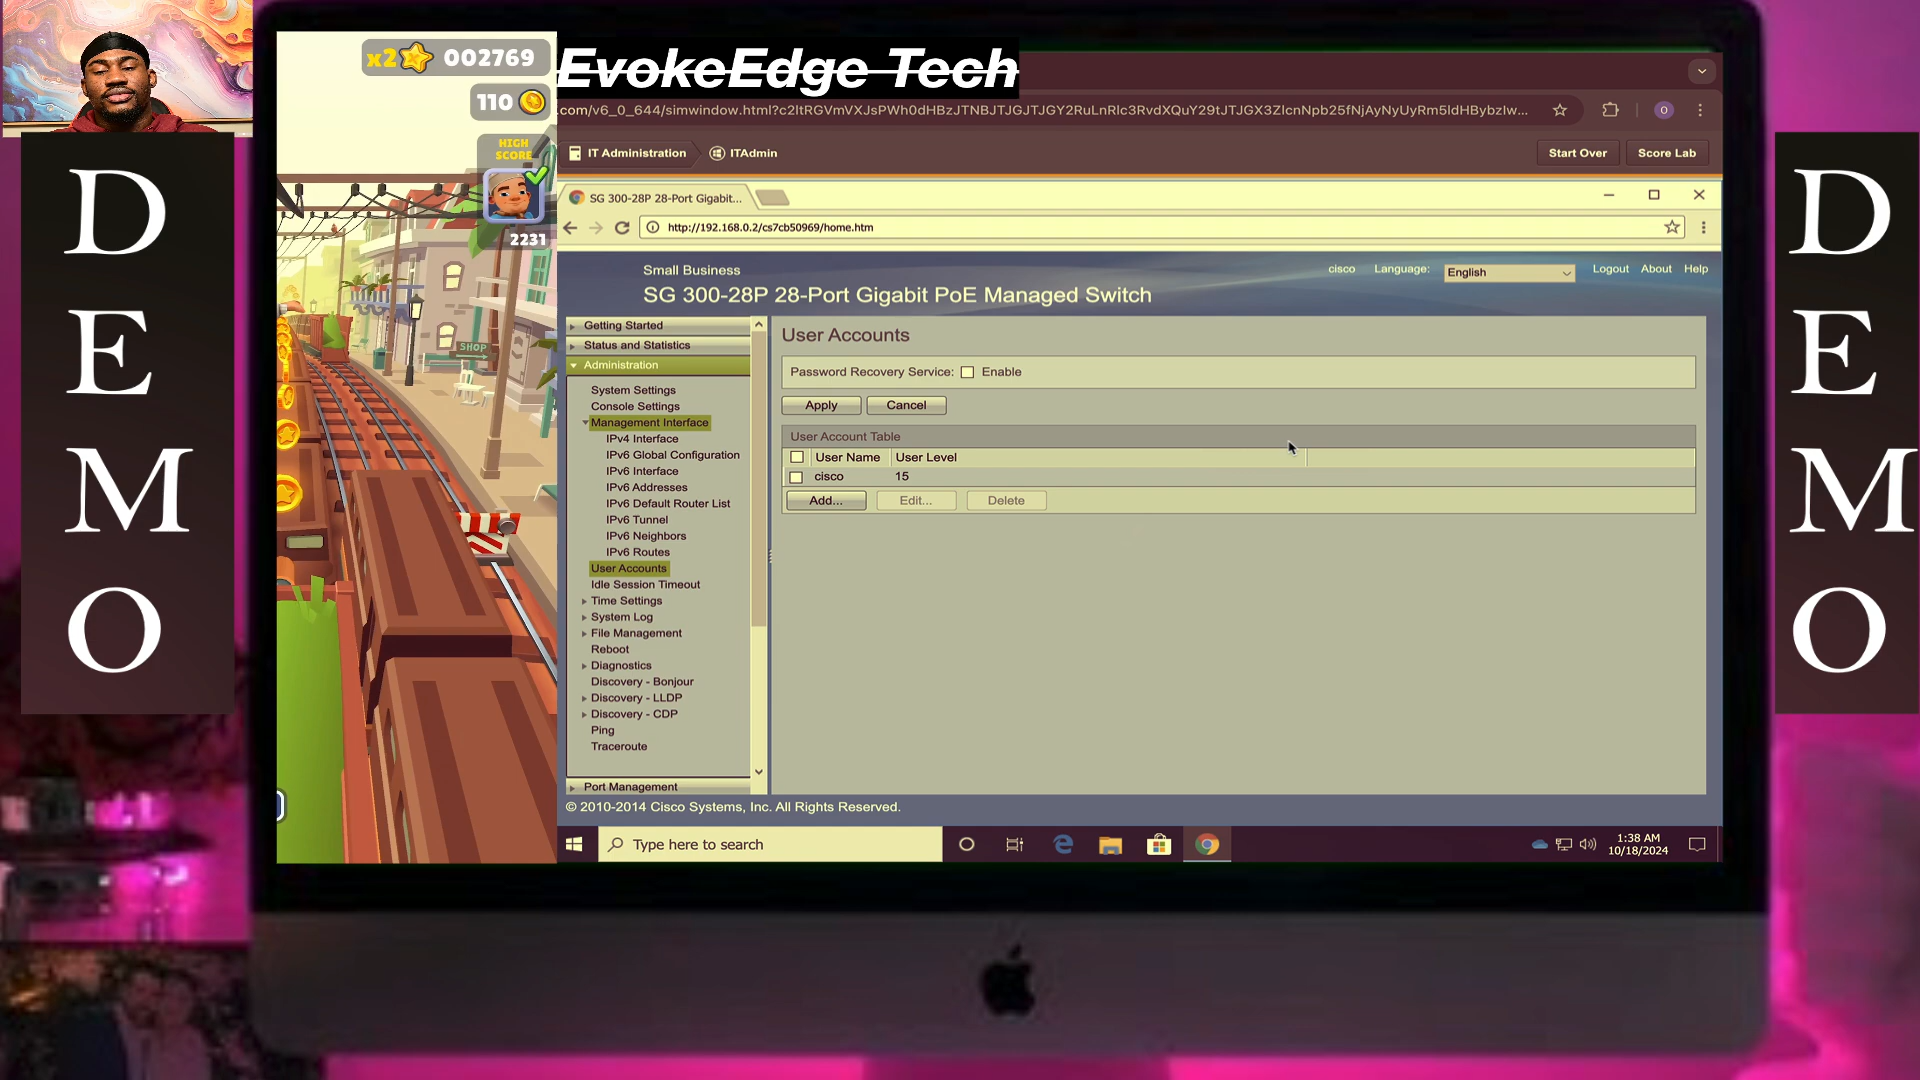 x2 002769
110
HIGH
SCORE
2231
EvokeEdge Tech
.com/v6_0_644/simwindow.html?c2ltRGVmVXJsPWh0dHBzJTNBJTJGJTJGY2RuLnRlc3RvdXQuY29tJTJGX3ZlcnNpb25fNjAyNyUyRm5ldHBybzIw...
IT Administration
ITAdmin
Start Over
Score Lab
SG 300-28P 28-Port Gigabit...
http://192.168.0.2/cs7cb50969/home.htm
Small Business
SG 300-28P 28-Port Gigabit PoE Managed Switch
cisco
Language:
English
Logout
About
Help
Getting Started
Status and Statistics
Administration
System Settings
Console Settings
Management Interface
IPv4 Interface
IPv6 Global Configuration
IPv6 Interface
IPv6 Addresses
IPv6 Default Router List
IPv6 Tunnel
IPv6 Neighbors
IPv6 Routes
User Accounts
Idle Session Timeout
Time Settings
System Log
File Management
Reboot
Diagnostics
Discovery - Bonjour
Discovery - LLDP
Discovery - CDP
Ping
Traceroute
Port Management
User Accounts
Password Recovery Service: Enable
Apply
Cancel
User Account Table
User Name User Level
cisco 15
Add...
Edit...
Delete
© 2010-2014 Cisco Systems, Inc. All Rights Reserved.
Type here to search
1:38 AM
10/18/2024
SHOP
D
E
M
O
D
E
M
O